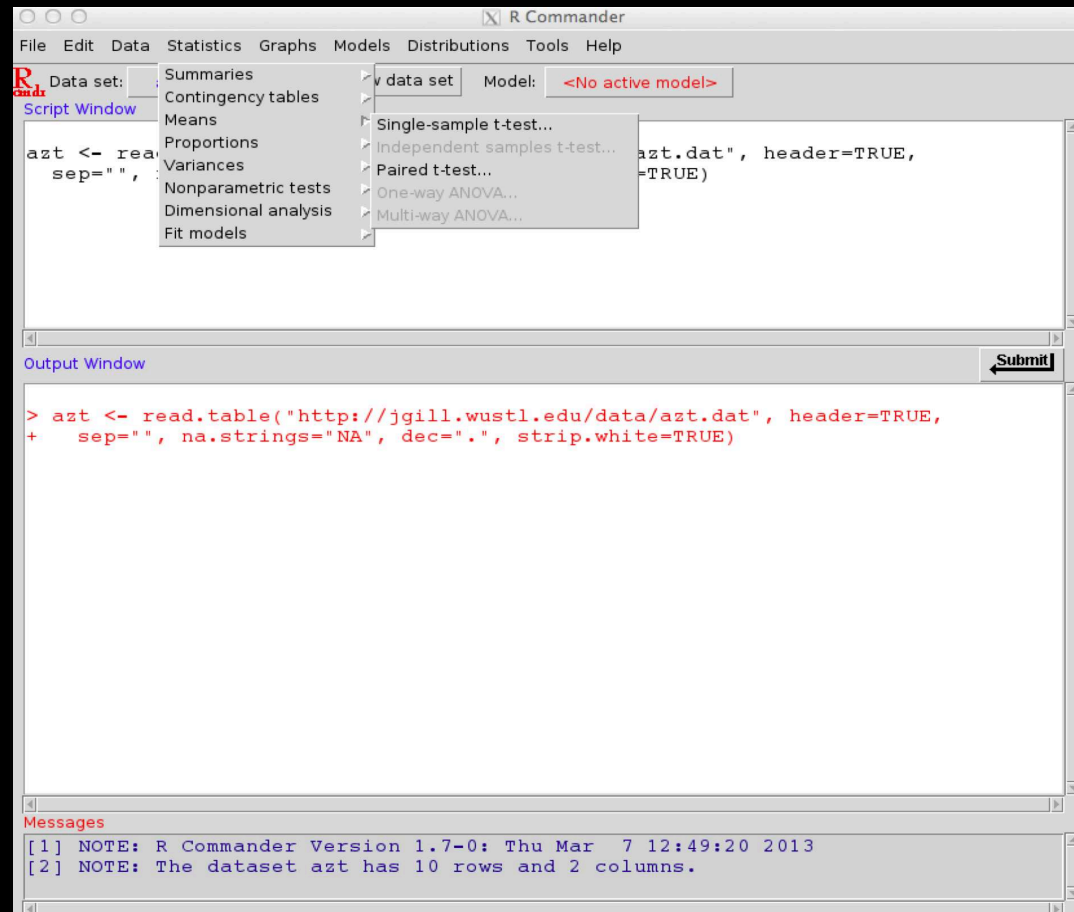 R Commander
File Edit Data Statistics Graphs Models Distributions Tools Help
R
Cmdr
Data set:
data set
Model: <No active model>
Script Window
azt <-
azt.dat", header=TRUE,
sep="",
=TRUE)
Summaries
Contingency tables
Means
Proportions
Variances
Nonparametric tests
Dimensional analysis
Fit models
Single-sample t-test...
Independent samples t-test...
Paired t-test...
One-way ANOVA...
Multi-way ANOVA...
Output Window
Submit
> azt <- read.table("http://jgill.wustl.edu/data/azt.dat", header=TRUE,
+ sep="", na.strings="NA", dec=".", strip.white=TRUE)
Messages
[1] NOTE: R Commander Version 1.7-0: Thu Mar 7 12:49:20 2013
[2] NOTE: The dataset azt has 10 rows and 2 columns.